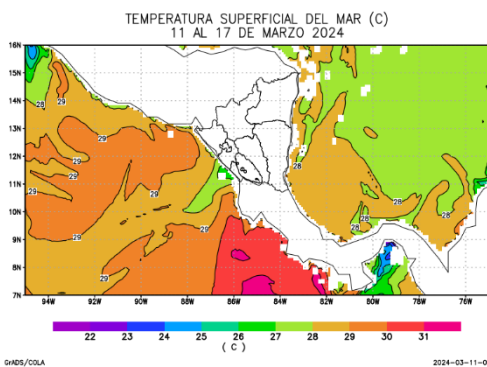 TEMPERATURA SUPERFICIAL DEL MAR (C)
11 AL 17 DE MARZO 2024
16N
15N
14N
13N
12N
11N
10N
9N
8N
7N
28
29
29
29
29
29
29
28
28
28
28
94W 92W 90W 88W 86W 84W 82W 80W 78W 76W
22 23 24 25 26 27 28 29 30 31
( C )
GrADS/COLA
2024-03-11-0